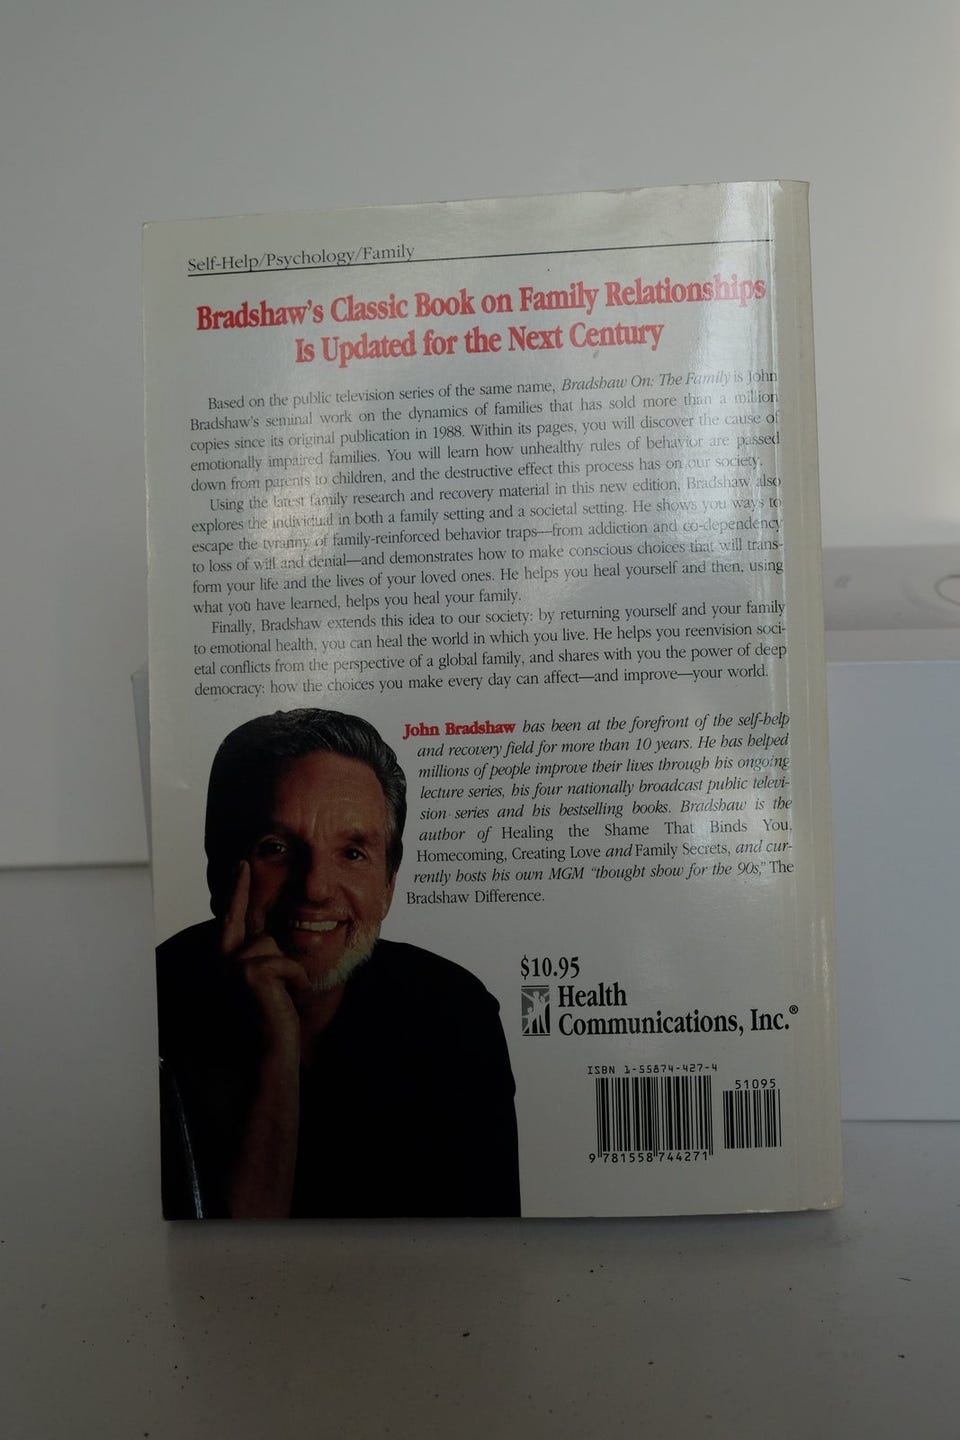 Self-Help/Psychology/Family
Bradshaw's Classic Book on Family Relationships
Is Updated for the Next Century
Based on the public television series of the same name, Bradshaw On: The Family is John
Bradshaw's seminal work on the dynamics of families that has sold more than a million
copies since its original publication in 1988. Within its pages, you will discover the cause of
emotionally impaired families. You will learn how unhealthy rules of behavior are passed
down from parents to children, and the destructive effect this process has on our society.
Using the latest family research and recovery material in this new edition, Bradshaw also
explores the individual in both a family setting and a societal setting. He shows you ways to
escape the tyranny of family-reinforced behavior traps—from addiction and co-dependency
to loss of will and denial—and demonstrates how to make conscious choices that will trans-
form your life and the lives of your loved ones. He helps you heal yourself and then, using
what you have learned, helps you heal your family.
Finally, Bradshaw extends this idea to our society: by returning yourself and your family
to emotional health, you can heal the world in which you live. He helps you reenvision soci-
etal conflicts from the perspective of a global family, and shares with you the power of deep
democracy: how the choices you make every day can affect—and improve—your world.
John Bradshaw has been at the forefront of the self-help
and recovery field for more than 10 years. He has helped
millions of people improve their lives through his ongoing
lecture series, his four nationally broadcast public televi-
sion series and his bestselling books. Bradshaw is the
author of Healing the Shame That Binds You,
Homecoming, Creating Love and Family Secrets, and cur-
rently hosts his own MGM "thought show for the 90s," The
Bradshaw Difference.
$10.95
Health
Communications, Inc.®
ISBN 1-55874-427-4
51095
9 781558 744271